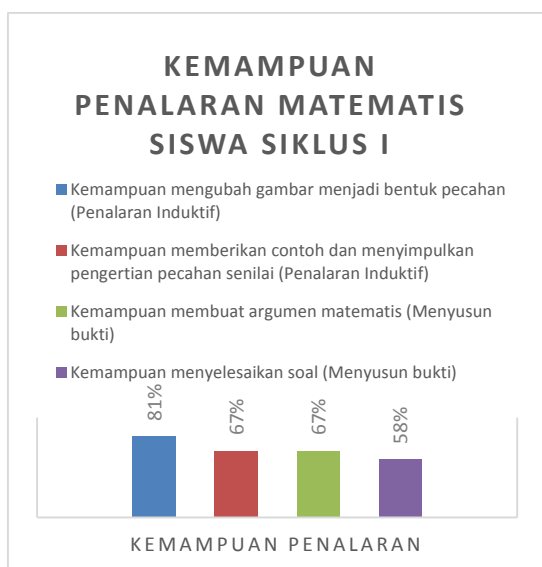 KEMAMPUAN
PENALARAN MATEMATIS
SISWA SIKLUS I
Kemampuan mengubah gambar menjadi bentuk pecahan
(Penalaran Induktif)
Kemampuan memberikan contoh dan menyimpulkan
pengertian pecahan senilai (Penalaran Induktif)
Kemampuan membuat argumen matematis (Menyusun
bukti)
Kemampuan menyelesaikan soal (Menyusun bukti)
81%
67%
67%
58%
KEMAMPUAN PENALARAN